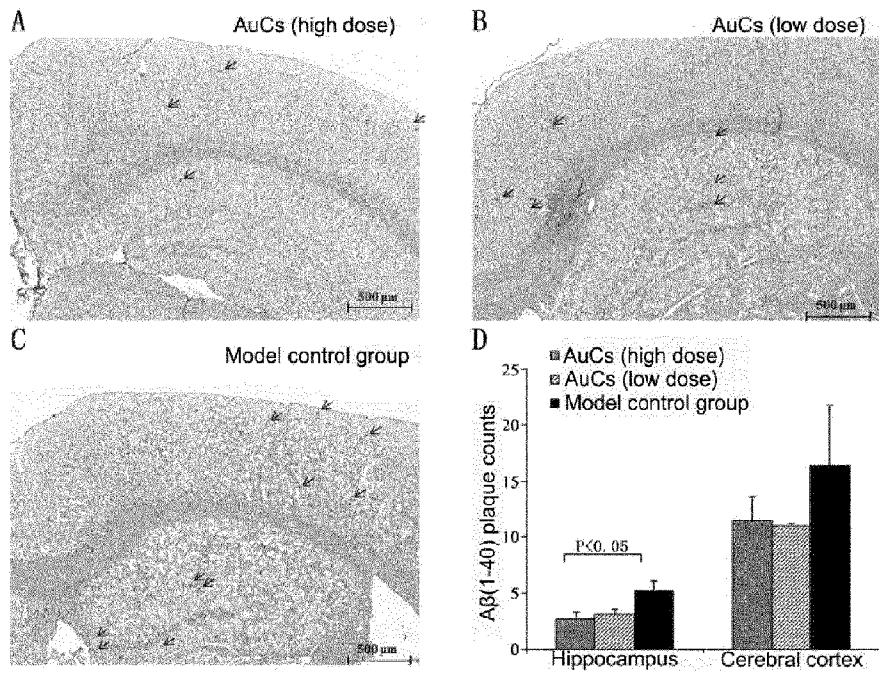 A
AuCs (high dose)
500 μm
B
AuCs (low dose)
500 μm
C
Model control group
500 μm
D
AuCs (high dose)
AuCs (low dose)
Model control group
Aβ(1-40) plaque counts
25
20
15
10
5
0
P<0.05
Hippocampus
Cerebral cortex